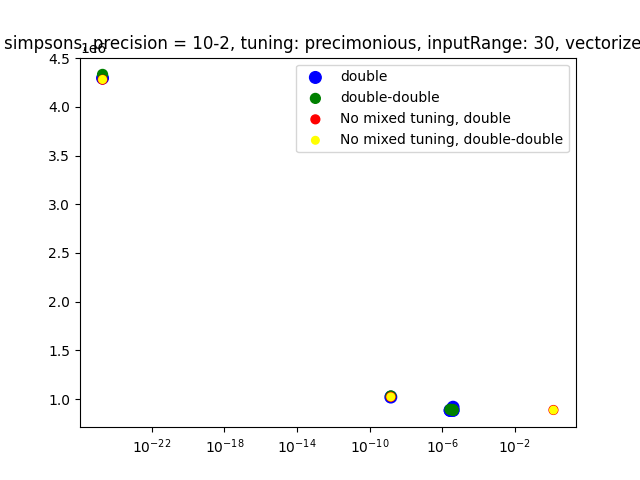 simpsons, precision = 10-2, tuning: precimonious, inputRange: 30, vectorize
1e6
4.5
4.0
3.5
3.0
2.5
2.0
1.5
1.0
double
double-double
No mixed tuning, double
No mixed tuning, double-double
10⁻²² 10⁻¹⁸ 10⁻¹⁴ 10⁻¹⁰ 10⁻⁶ 10⁻²